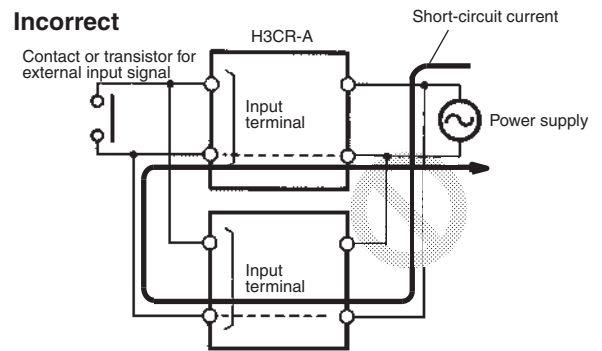 Incorrect
Short-circuit current
H3CR-A
Contact or transistor for
external input signal
Input
terminal
Power supply
Input
terminal